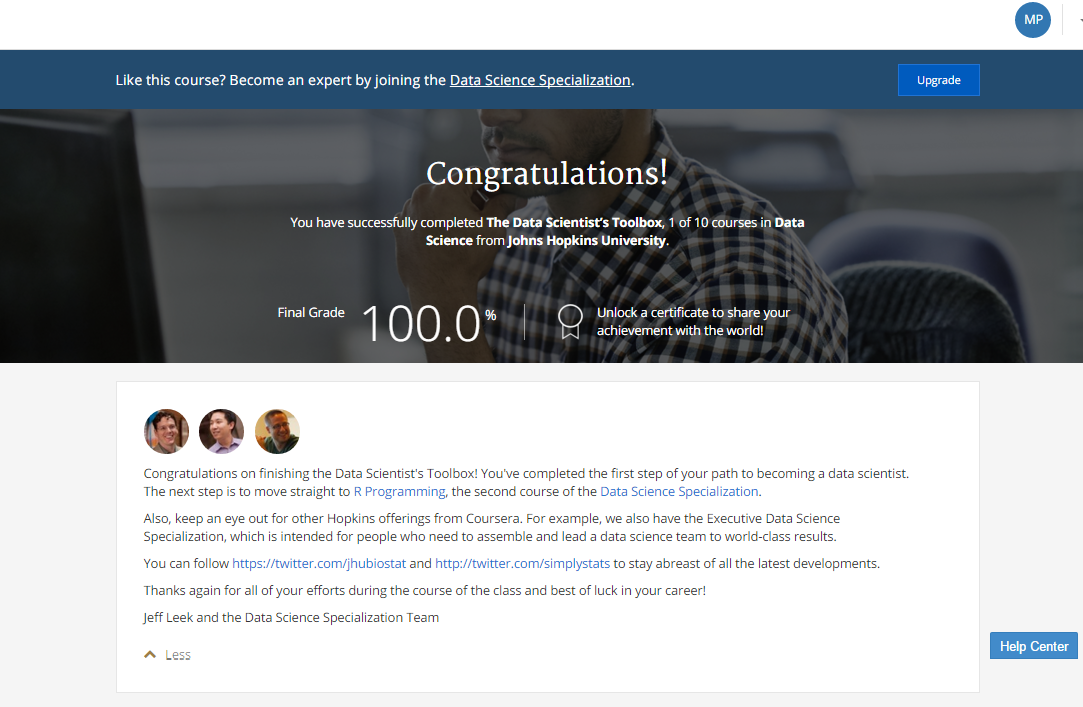 MP
Like this course? Become an expert by joining the Data Science Specialization.
Upgrade
Congratulations!
You have successfully completed The Data Scientist's Toolbox, 1 of 10 courses in Data
Science from Johns Hopkins University.
Final Grade
100.0%
Unlock a certificate to share your
achievement with the world!
Congratulations on finishing the Data Scientist's Toolbox! You've completed the first step of your path to becoming a data scientist.
The next step is to move straight to R Programming, the second course of the Data Science Specialization.
Also, keep an eye out for other Hopkins offerings from Coursera. For example, we also have the Executive Data Science
Specialization, which is intended for people who need to assemble and lead a data science team to world-class results.
You can follow https://twitter.com/jhubiostat and http://twitter.com/simplystats to stay abreast of all the latest developments.
Thanks again for all of your efforts during the course of the class and best of luck in your career!
Jeff Leek and the Data Science Specialization Team
Less
Help Center